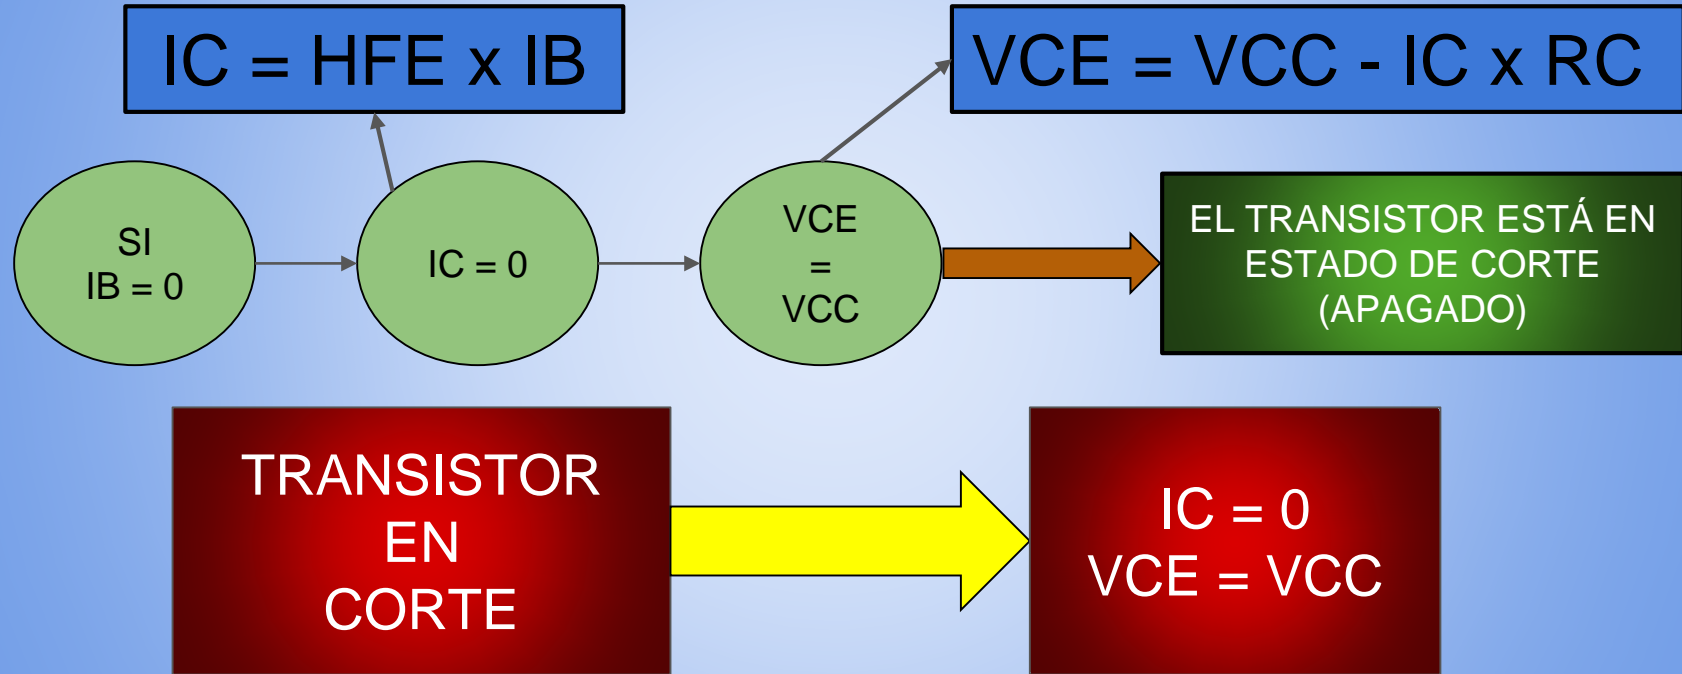 IC = HFE x IB
VCE = VCC - IC x RC
SI
IB = 0
IC = 0
VCE
=
VCC
EL TRANSISTOR ESTÁ EN
ESTADO DE CORTE
(APAGADO)
TRANSISTOR
EN
CORTE
IC = 0
VCE = VCC